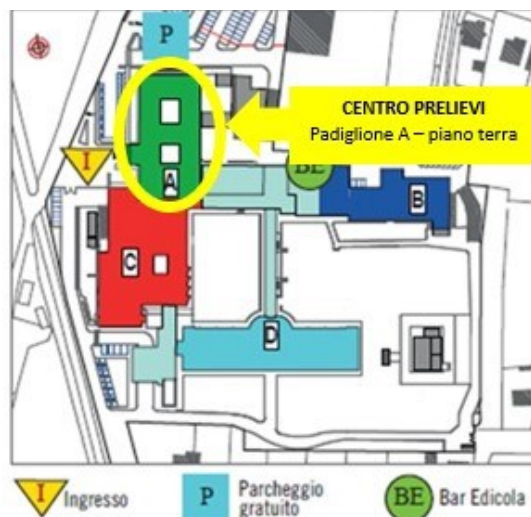 P
CENTRO PRELIEVI
Padiglione A – piano terra
I
BE
A
B
C
D
I Ingresso
P Parcheggio gratuito
BE Bar Edicola